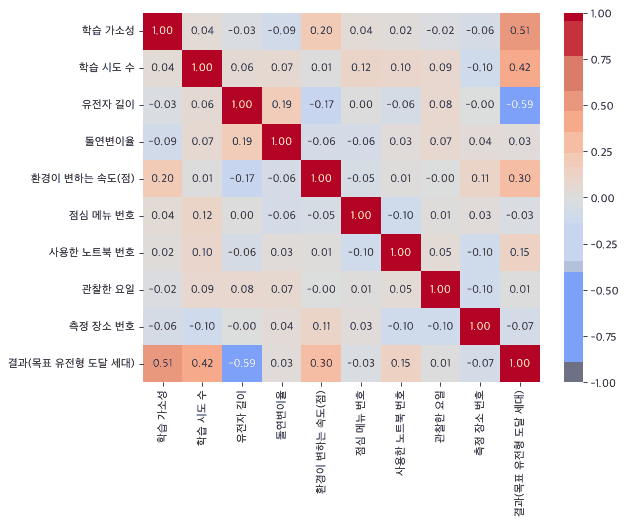 학습 가소성 1.00 0.04 −0.03 −0.09 0.20 0.04 0.02 −0.02 −0.06 0.51
학습 시도 수 0.04 1.00 0.06 0.07 0.01 0.12 0.10 0.09 −0.10 0.42
유전자 길이 −0.03 0.06 1.00 0.19 −0.17 0.00 −0.06 0.08 −0.00 −0.59
돌연변이율 −0.09 0.07 0.19 1.00 −0.06 −0.06 0.03 0.07 0.04 0.03
환경이 변하는 속도(점) 0.20 0.01 −0.17 −0.06 1.00 −0.05 0.01 −0.00 0.11 0.30
점심 메뉴 번호 0.04 0.12 0.00 −0.06 −0.05 1.00 −0.10 0.01 0.03 −0.03
사용한 노트북 번호 0.02 0.10 −0.06 0.03 0.01 −0.10 1.00 0.05 −0.10 0.15
관찰한 요일 −0.02 0.09 0.08 0.07 −0.00 0.01 0.05 1.00 −0.10 0.01
측정 장소 번호 −0.06 −0.10 −0.00 0.04 0.11 0.03 −0.10 −0.10 1.00 −0.07
결과(목표 유전형 도달 세대) 0.51 0.42 −0.59 0.03 0.30 −0.03 0.15 0.01 −0.07 1.00
학습 가소성
학습 시도 수
유전자 길이
돌연변이율
환경이 변하는 속도(점)
점심 메뉴 번호
사용한 노트북 번호
관찰한 요일
측정 장소 번호
결과(목표 유전형 도달 세대)
1.00
0.75
0.50
0.25
0.00
−0.25
−0.50
−0.75
−1.00